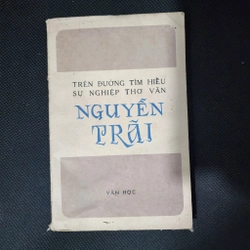 TRÊN ĐƯỜNG TÌM HIỂU
SỰ NGHIỆP THƠ VĂN
NGUYỄN
TRÃI
VĂN HỌC